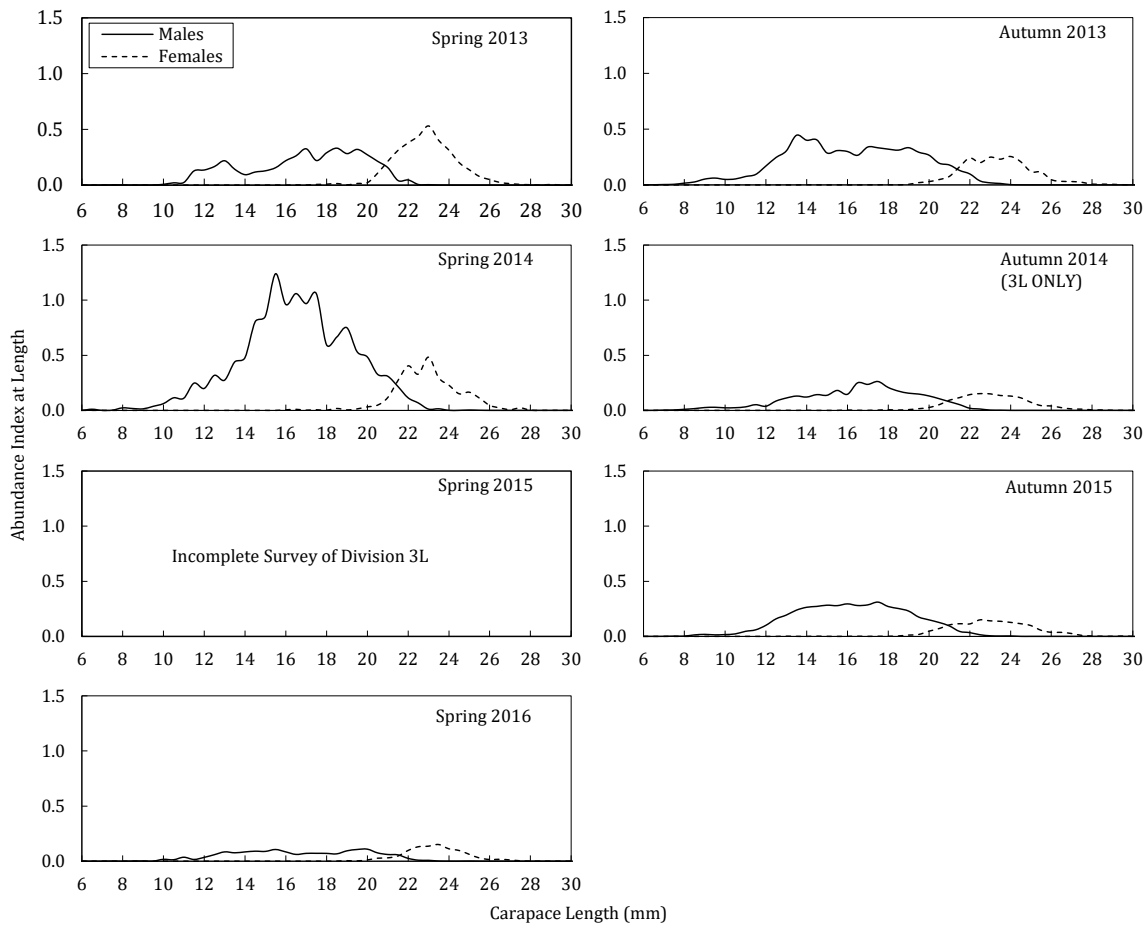 1.5
1.0
0.5
0.0
Males
Females
Spring 2013
6 8 10 12 14 16 18 20 22 24 26 28 30
1.5
1.0
0.5
0.0
Autumn 2013
6 8 10 12 14 16 18 20 22 24 26 28 30
1.5
1.0
0.5
0.0
Spring 2014
6 8 10 12 14 16 18 20 22 24 26 28 30
1.5
1.0
0.5
0.0
Autumn 2014
(3L ONLY)
6 8 10 12 14 16 18 20 22 24 26 28 30
Abundance Index at Length
1.5
1.0
0.5
0.0
Spring 2015
Incomplete Survey of Division 3L
6 8 10 12 14 16 18 20 22 24 26 28 30
1.5
1.0
0.5
0.0
Autumn 2015
6 8 10 12 14 16 18 20 22 24 26 28 30
1.5
1.0
0.5
0.0
Spring 2016
6 8 10 12 14 16 18 20 22 24 26 28 30
Carapace Length (mm)